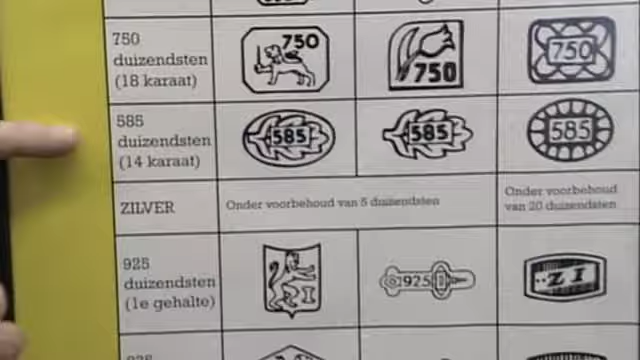 750
duizendsten
(18 karaat)
750
750
750
585
duizendsten
(14 karaat)
585
585
585
ZILVER
Onder voorbehoud van 5 duizendsten
Onder voorbehoud
van 20 duizendsten
925
duizendsten
(1e gehalte)
I
925
Z I